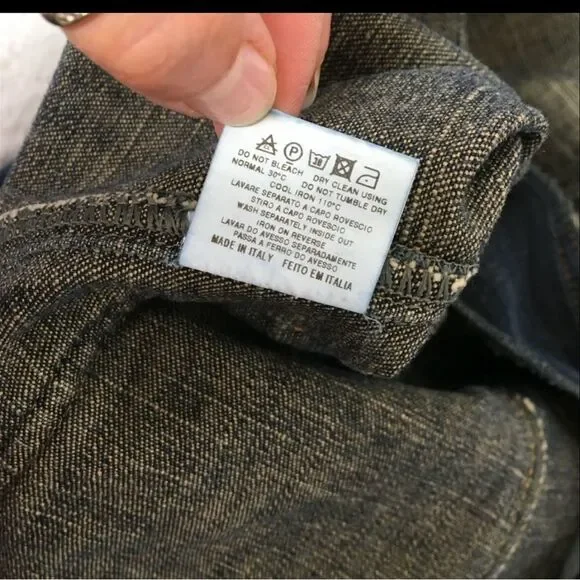 P 30
DO NOT BLEACH DRY CLEAN USING
NORMAL 30°C DO NOT TUMBLE DRY
COOL IRON 110°C
LAVARE SEPARATO A CAPO ROVESCIO
STIRO A CAPO ROVESCIO
WASH SEPARATELY INSIDE OUT
IRON ON REVERSE
LAVAR DO AVESSO SEPARADAMENTE
PASSA A FERRO DO AVESSO
MADE IN ITALY FEITO EM ITALIA